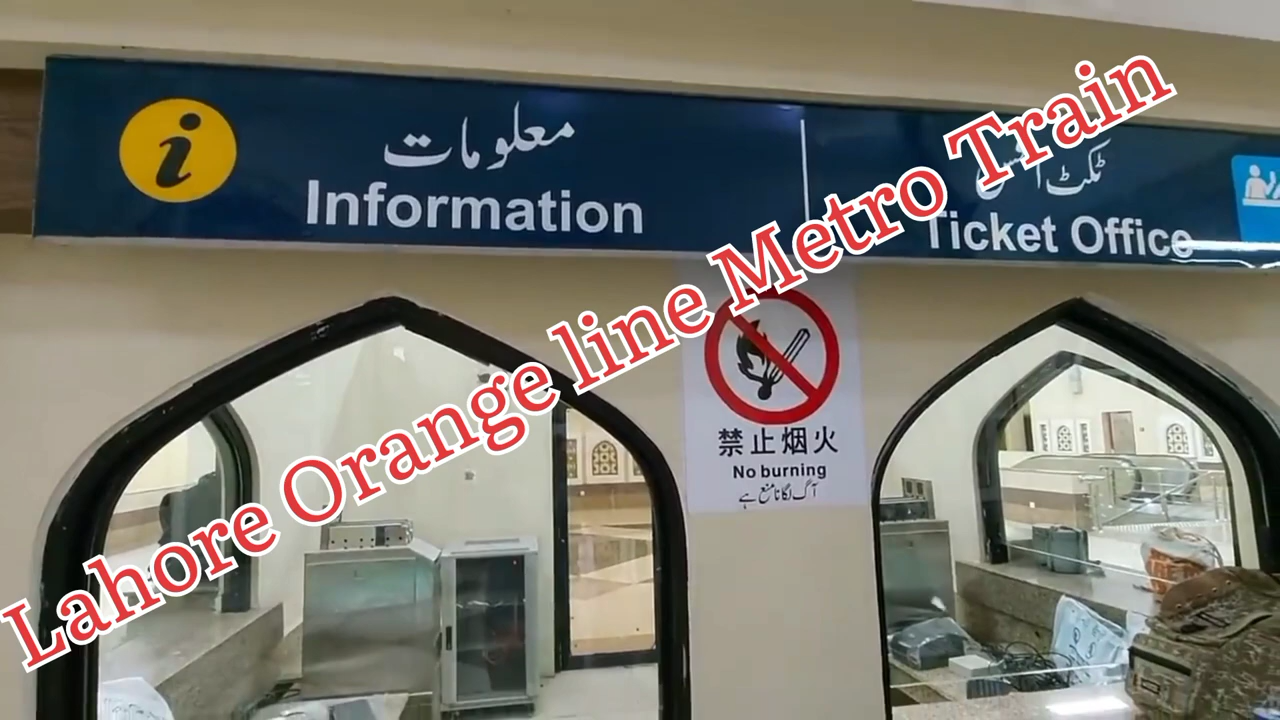 معلومات
Information
ٹکٹ آفس
Ticket Office
Lahore Orange line Metro Train
禁止烟火
No burning
آگ لگانا منع ہے